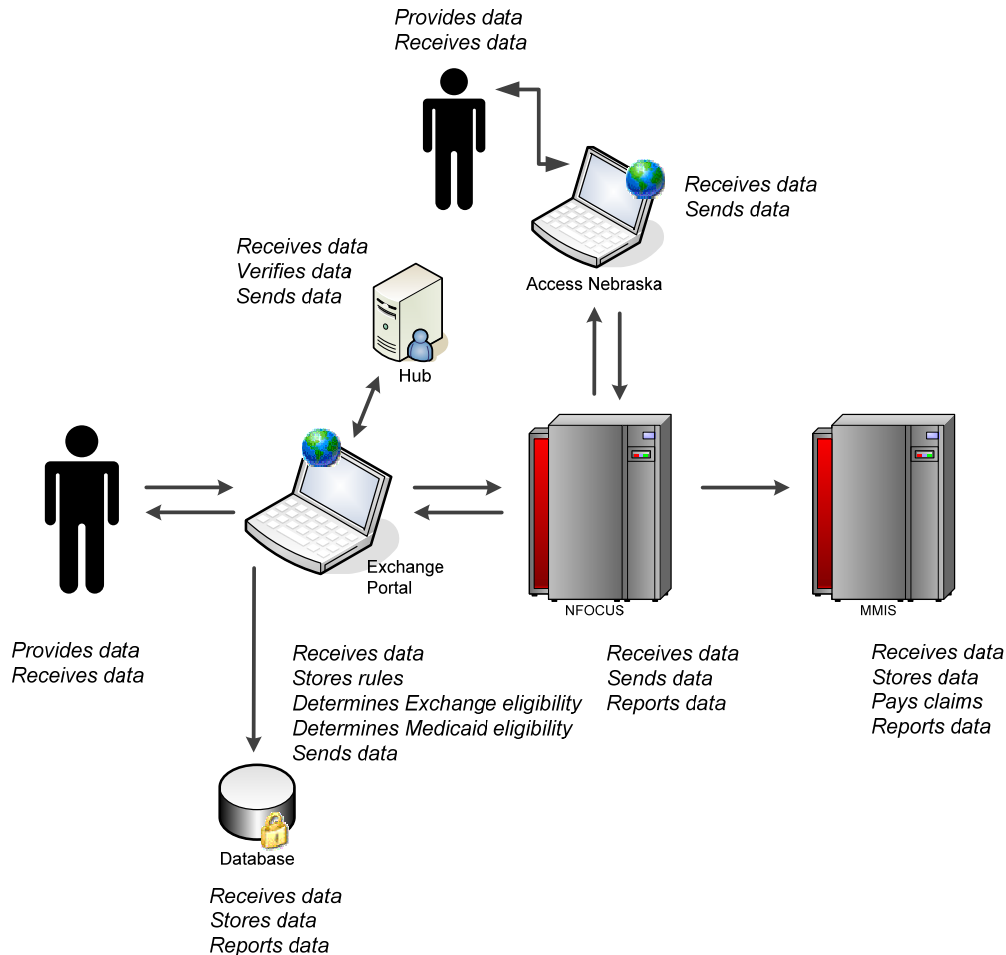 Provides data
Receives data
Receives data
Sends data
Access Nebraska
Receives data
Verifies data
Sends data
Hub
Exchange
Portal
NFOCUS
MMIS
Provides data
Receives data
Receives data
Stores rules
Determines Exchange eligibility
Determines Medicaid eligibility
Sends data
Receives data
Sends data
Reports data
Receives data
Stores data
Pays claims
Reports data
Database
Receives data
Stores data
Reports data